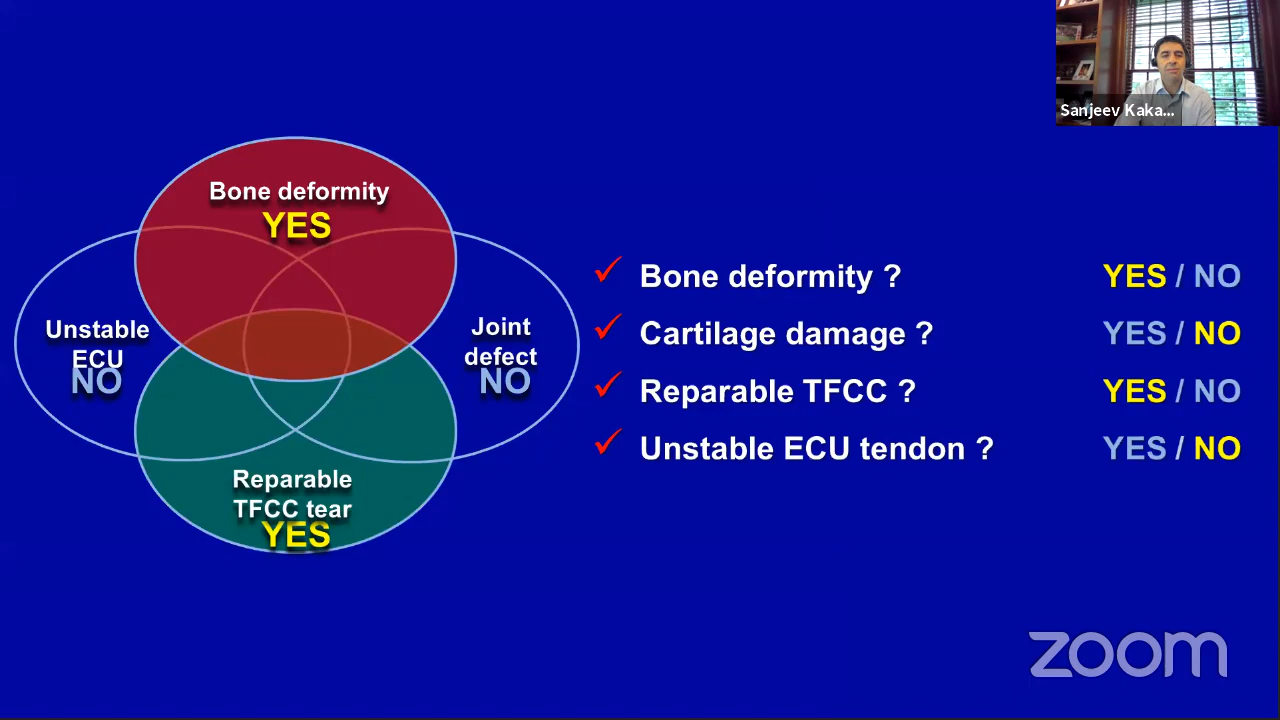 Sanjeev Kaka...
Bone deformity
YES
Unstable
ECU
NO
Joint
defect
NO
Reparable
TFCC tear
YES
Bone deformity ? YES / NO
Cartilage damage ? YES / NO
Reparable TFCC ? YES / NO
Unstable ECU tendon ? YES / NO
zoom